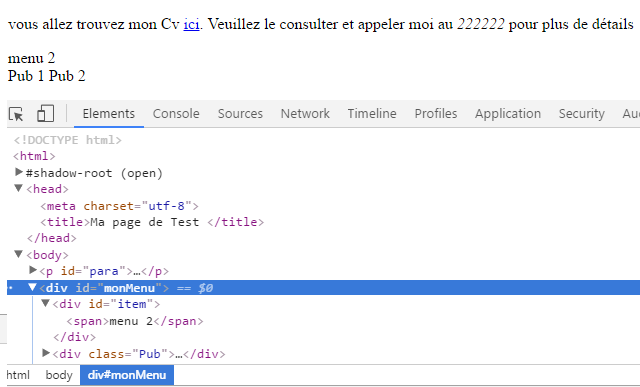 vous allez trouvez mon Cv ici. Veuillez le consulter et appeler moi au 222222 pour plus de détails
menu 2
Pub 1 Pub 2
Elements Console Sources Network Timeline Profiles Application Security Au
<!DOCTYPE html>
<html>
#shadow-root (open)
<head>
<meta charset="utf-8">
<title>Ma page de Test </title>
</head>
<body>
<p id="para">…</p>
<div id="monMenu"> == $0
<div id="item">
<span>menu 2</span>
</div>
<div class="Pub">…</div>
html body div#monMenu